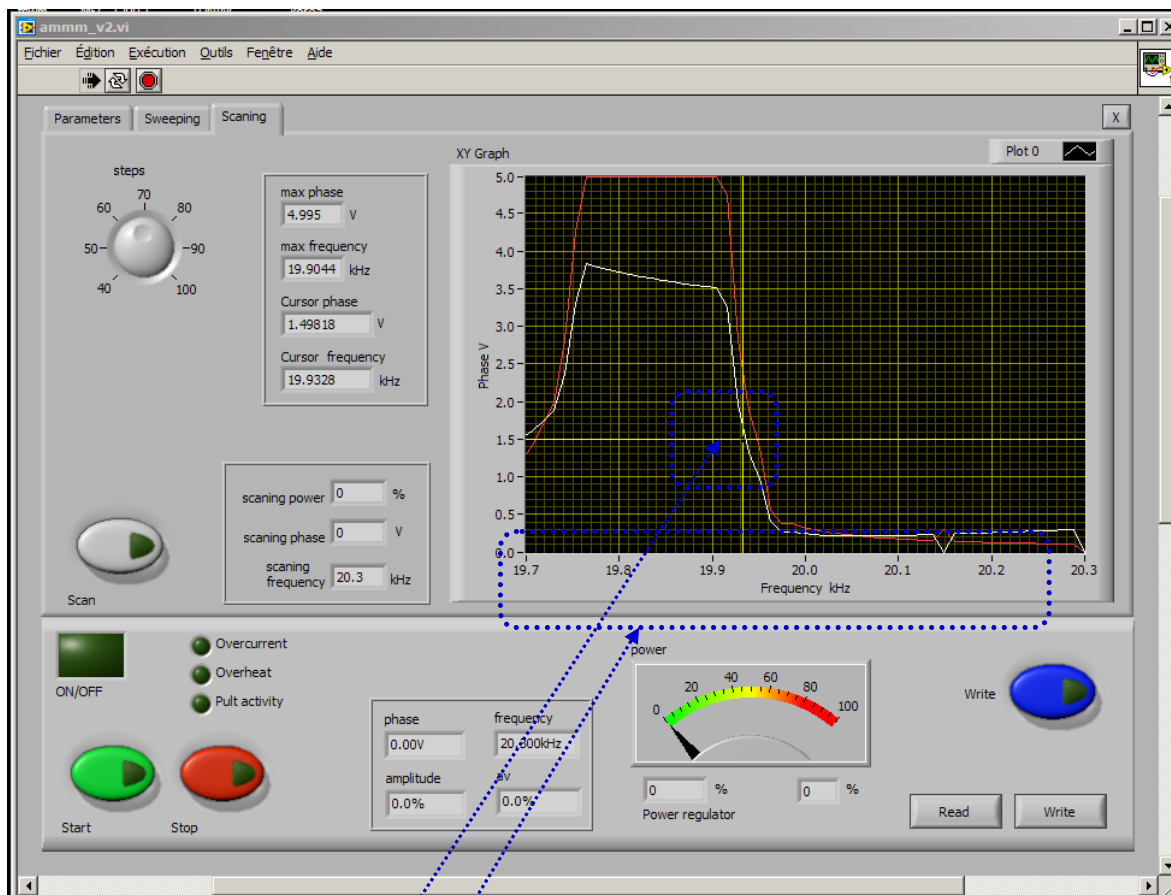 ammm_v2.vi
Fichier Édition Exécution Outils Fenêtre Aide
Parameters Sweeping Scaning X
steps
40 50 60 70 80 90 100
max phase
4.995 V
max frequency
19.9044 kHz
Cursor phase
1.49818 V
Cursor frequency
19.9328 kHz
scaning power 0 %
scaning phase 0 V
scaning
frequency 20.3 kHz
Scan
XY Graph Plot 0
Phase V
5.0
4.5
4.0
3.5
3.0
2.5
2.0
1.5
1.0
0.5
0.0
19.7 19.8 19.9 20.0 20.1 20.2 20.3
Frequency kHz
ON/OFF
Overcurrent
Overheat
Pult activity
Start Stop
phase frequency
0.00V
amplitude
0.0% 0.0%
power
0 20 40 60 80 100
0 % 0 %
Power regulator
Write
Read Write